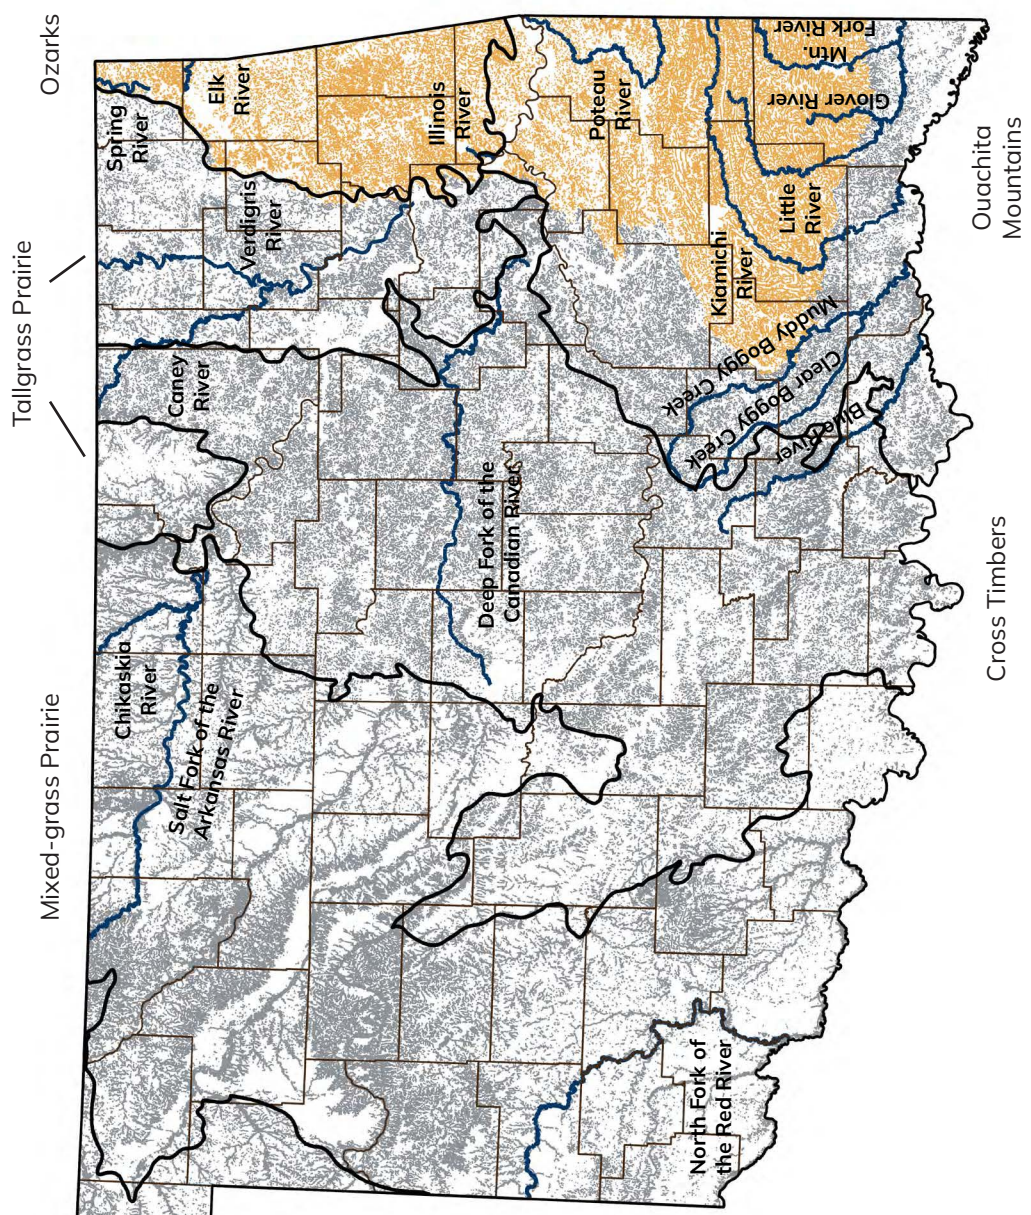 Mixed-grass Prairie
Tallgrass Prairie
Ozarks
Chikaskia
River
Salt Fork of the
Arkansas River
Caney
River
Verdigris
River
Spring
River
Elk
River
Illinois
River
Deep Fork of the
Canadian River
Poteau
River
Kiamichi
River
Little
River
Glover River
Mtn.
Fork River
Muddy Boggy Creek
Clear Boggy Creek
Blue River
North Fork of
the Red River
Cross Timbers
Ouachita
Mountains